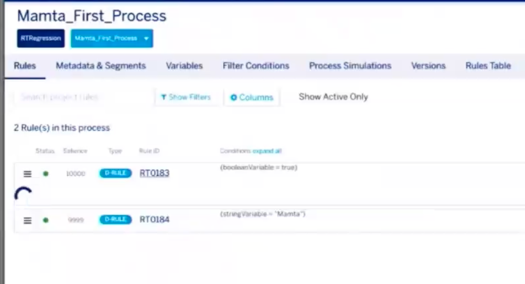 Mamta_First_Process
RTRegression Mamta_First_Process
Rules Metadata & Segments Variables Filter Conditions Process Simulations Versions Rules Table
Search project rules Show Filters Columns Show Active Only
2 Rule(s) in this process
Status Salience Type Rule ID Conditions expand all
10000 D-RULE RT0183 (booleanVariable = true)
9999 D-RULE RT0184 (stringVariable = "Mamta")